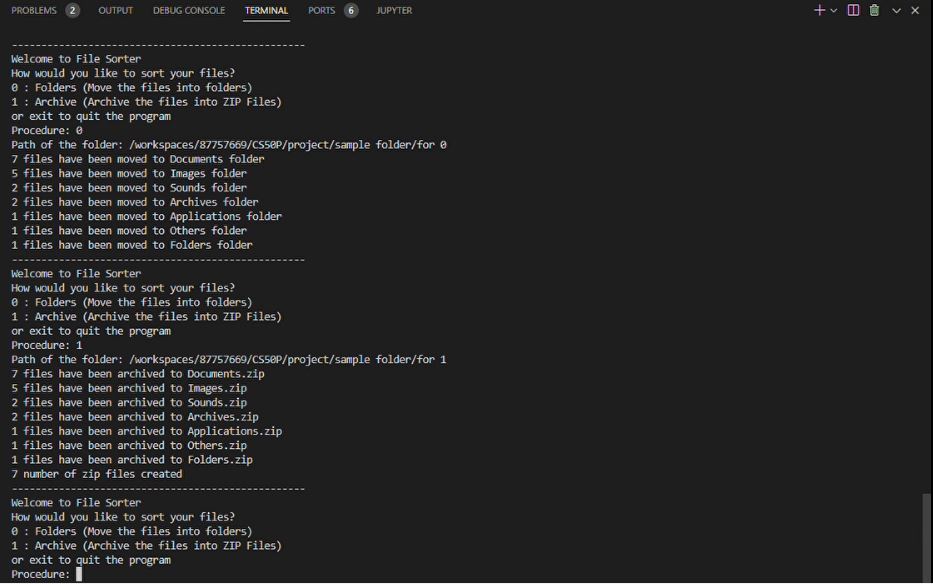 PROBLEMS 2 OUTPUT DEBUG CONSOLE TERMINAL PORTS 6 JUPYTER
--------------------------------------------------
Welcome to File Sorter
How would you like to sort your files?
0 : Folders (Move the files into folders)
1 : Archive (Archive the files into ZIP Files)
or exit to quit the program
Procedure: 0
Path of the folder: /workspaces/87757669/CS50P/project/sample folder/for 0
7 files have been moved to Documents folder
5 files have been moved to Images folder
2 files have been moved to Sounds folder
2 files have been moved to Archives folder
1 files have been moved to Applications folder
1 files have been moved to Others folder
1 files have been moved to Folders folder
--------------------------------------------------
Welcome to File Sorter
How would you like to sort your files?
0 : Folders (Move the files into folders)
1 : Archive (Archive the files into ZIP Files)
or exit to quit the program
Procedure: 1
Path of the folder: /workspaces/87757669/CS50P/project/sample folder/for 1
7 files have been archived to Documents.zip
5 files have been archived to Images.zip
2 files have been archived to Sounds.zip
2 files have been archived to Archives.zip
1 files have been archived to Applications.zip
1 files have been archived to Others.zip
1 files have been archived to Folders.zip
7 number of zip files created
--------------------------------------------------
Welcome to File Sorter
How would you like to sort your files?
0 : Folders (Move the files into folders)
1 : Archive (Archive the files into ZIP Files)
or exit to quit the program
Procedure: